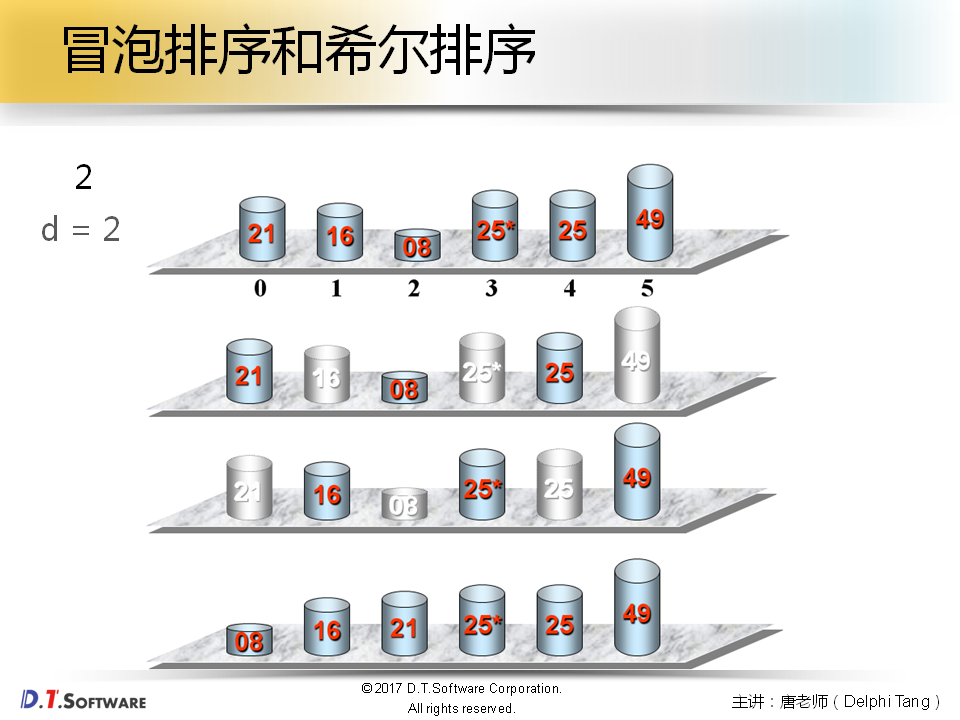 冒泡排序和希尔排序
2
d = 2
21 16 08 25* 25 49
0 1 2 3 4 5
21 16 08 25* 25 49
21 16 08 25* 25 49
08 16 21 25* 25 49
D.T.SOFTWARE
©2017 D.T.Software Corporation.
All rights reserved.
主讲：唐老师（Delphi Tang）